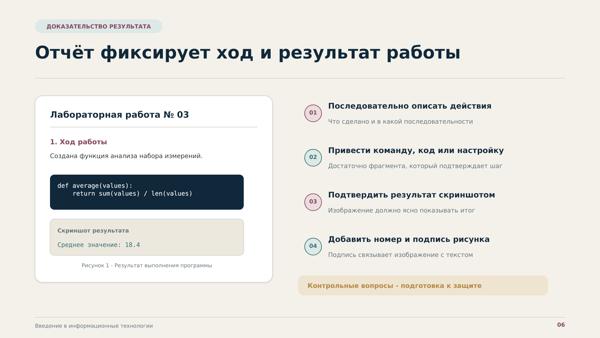 ДОКАЗАТЕЛЬСТВО РЕЗУЛЬТАТА
Отчёт фиксирует ход и результат работы
Лабораторная работа № 03
1. Ход работы
Создана функция анализа набора измерений.
def average(values):
    return sum(values) / len(values)
Скриншот результата
Среднее значение: 18.4
Рисунок 1 - Результат выполнения программы
01
Последовательно описать действия
Что сделано и в какой последовательности
02
Привести команду, код или настройку
Достаточно фрагмента, который подтверждает шаг
03
Подтвердить результат скриншотом
Изображение должно ясно показывать итог
04
Добавить номер и подпись рисунка
Подпись связывает изображение с текстом
Контрольные вопросы - подготовка к защите
Введение в информационные технологии
06